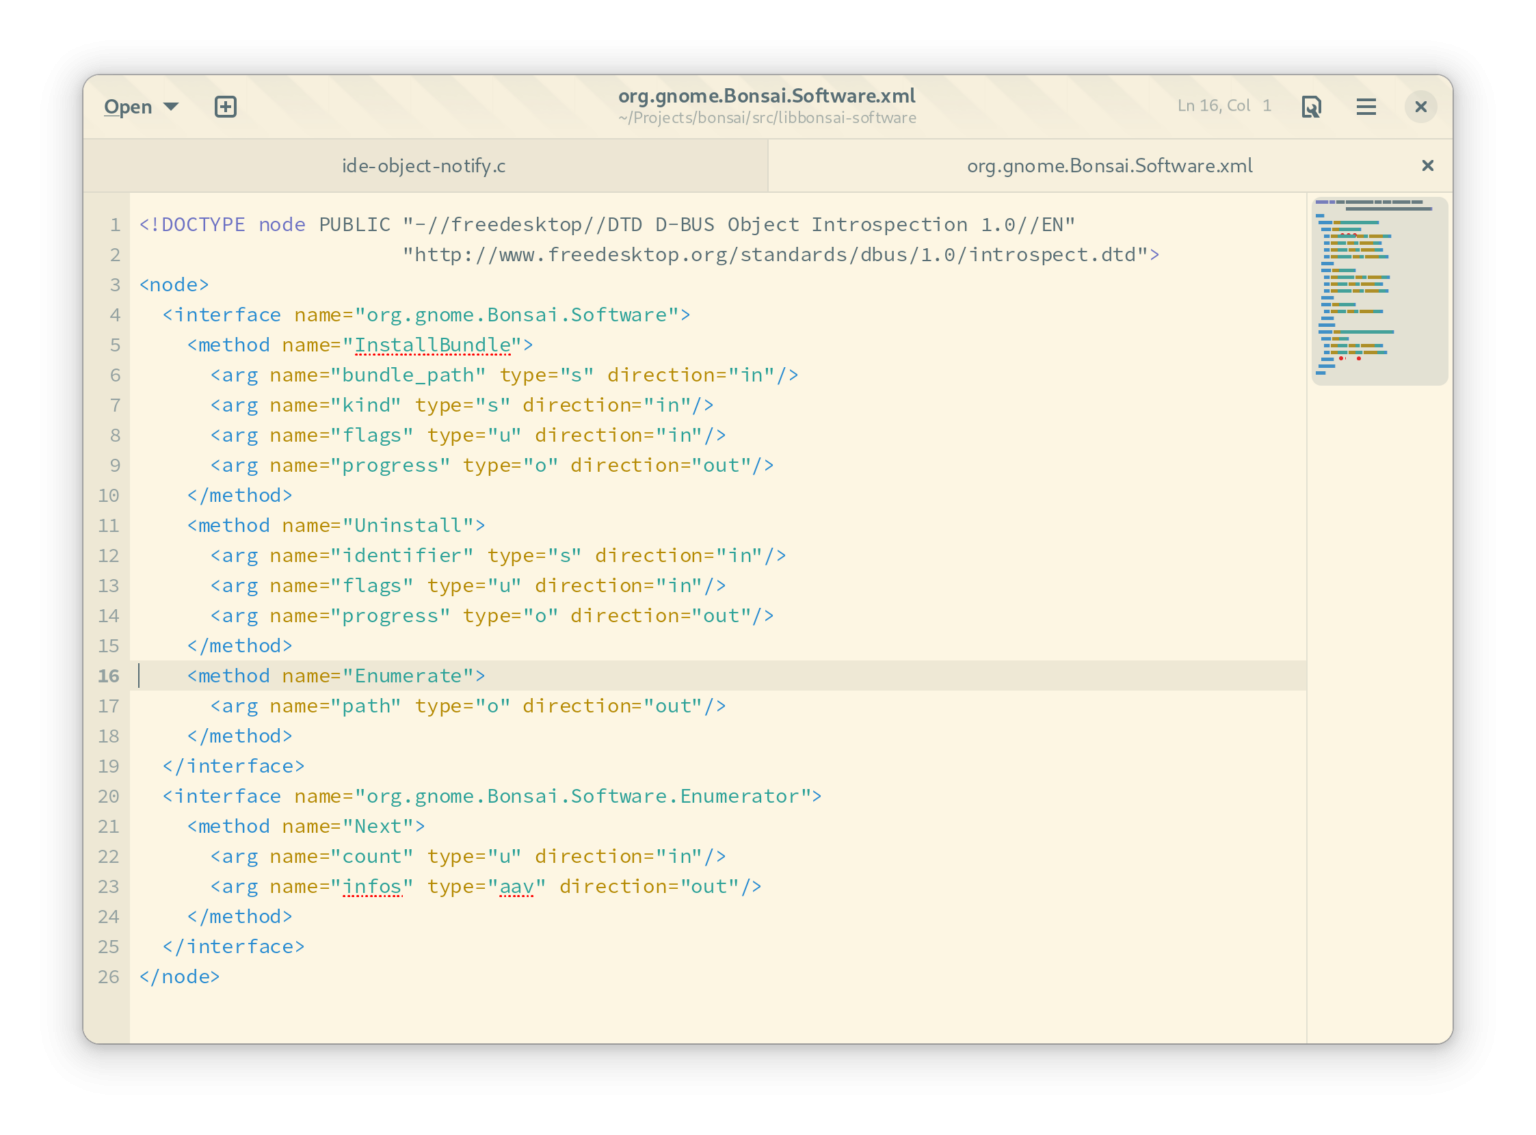 Open
org.gnome.Bonsai.Software.xml
~/Projects/bonsai/src/libbonsai-software
Ln 16, Col 1
ide-object-notify.c
org.gnome.Bonsai.Software.xml
1 <!DOCTYPE node PUBLIC "-//freedesktop//DTD D-BUS Object Introspection 1.0//EN"
2                       "http://www.freedesktop.org/standards/dbus/1.0/introspect.dtd">
3 <node>
4   <interface name="org.gnome.Bonsai.Software">
5     <method name="InstallBundle">
6       <arg name="bundle_path" type="s" direction="in"/>
7       <arg name="kind" type="s" direction="in"/>
8       <arg name="flags" type="u" direction="in"/>
9       <arg name="progress" type="o" direction="out"/>
10     </method>
11     <method name="Uninstall">
12       <arg name="identifier" type="s" direction="in"/>
13       <arg name="flags" type="u" direction="in"/>
14       <arg name="progress" type="o" direction="out"/>
15     </method>
16     <method name="Enumerate">
17       <arg name="path" type="o" direction="out"/>
18     </method>
19   </interface>
20   <interface name="org.gnome.Bonsai.Software.Enumerator">
21     <method name="Next">
22       <arg name="count" type="u" direction="in"/>
23       <arg name="infos" type="aav" direction="out"/>
24     </method>
25   </interface>
26 </node>